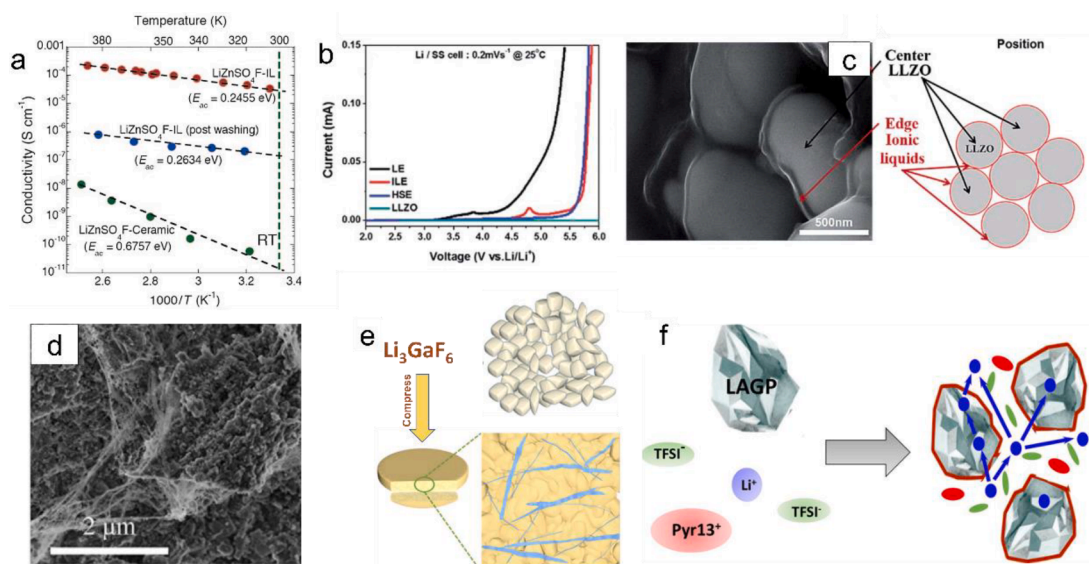 a
Temperature (K)
380
360
340
320
300
0.001
10⁻⁴
10⁻⁵
10⁻⁶
10⁻⁷
10⁻⁸
10⁻⁹
10⁻¹⁰
10⁻¹¹
Conductivity (S cm⁻¹)
LiZnSO₄F-IL
(Eac = 0.2455 eV)
LiZnSO₄F-IL (post washing)
(Eac = 0.2634 eV)
LiZnSO₄F-Ceramic
(Eac = 0.6757 eV)
RT
2.6
2.8
3
3.2
3.4
1000/T (K⁻¹)
b
Li / SS cell : 0.2mVs⁻¹ @ 25°C
0.15
0.10
0.05
0.00
Current (mA)
LE
ILE
HSE
LLZO
2.0 2.5 3.0 3.5 4.0 4.5 5.0 5.5 6.0
Voltage (V vs.Li/Li⁺)
c
500nm
Position
Center
LLZO
Edge
Ionic
liquids
LLZO
d
2 μm
e
Li₃GaF₆
Compress
f
LAGP
TFSI⁻
Li⁺
TFSI⁻
Pyr13⁺